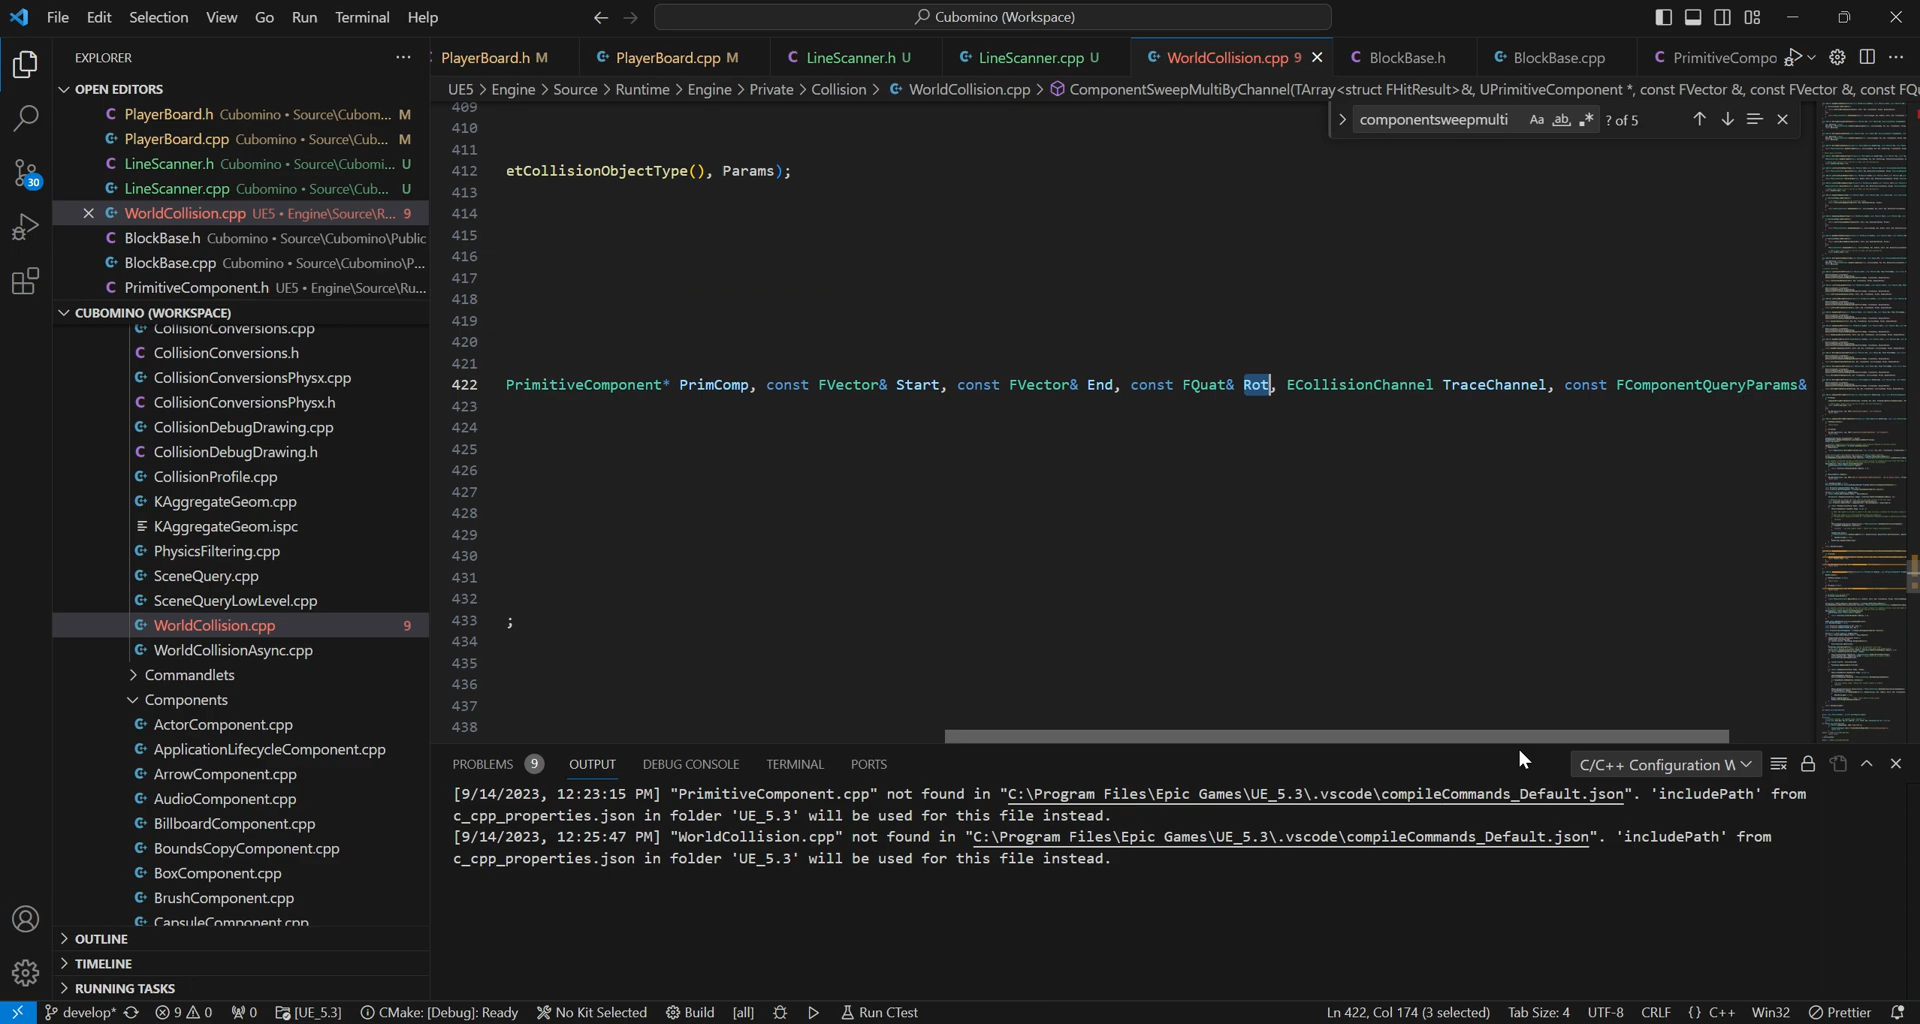 File Edit Selection View Go Run Terminal Help
Cubomino (Workspace)
EXPLORER
PlayerBoard.h M
PlayerBoard.cpp M
LineScanner.h U
LineScanner.cpp U
WorldCollision.cpp 9
BlockBase.h
BlockBase.cpp
PrimitiveCompo
UE5 > Engine > Source > Runtime > Engine > Private > Collision > WorldCollision.cpp > ComponentSweepMultiByChannel(TArray<struct FHitResult>&, UPrimitiveComponent *, const FVector &, const FVector &, const FQu
componentsweepmulti Aa ab .* ? of 5
OPEN EDITORS
PlayerBoard.h Cubomino • Source\Cubom... M
PlayerBoard.cpp Cubomino • Source\Cub... M
LineScanner.h Cubomino • Source\Cubomi... U
LineScanner.cpp Cubomino • Source\Cub... U
WorldCollision.cpp UE5 • Engine\Source\R... 9
BlockBase.h Cubomino • Source\Cubomino\Public
BlockBase.cpp Cubomino • Source\Cubomino\P...
PrimitiveComponent.h UE5 • Engine\Source\Ru...
CUBOMINO (WORKSPACE)
CollisionConversions.cpp
CollisionConversions.h
CollisionConversionsPhysx.cpp
CollisionConversionsPhysx.h
CollisionDebugDrawing.cpp
CollisionDebugDrawing.h
CollisionProfile.cpp
KAggregateGeom.cpp
KAggregateGeom.ispc
PhysicsFiltering.cpp
SceneQuery.cpp
SceneQueryLowLevel.cpp
WorldCollision.cpp 9
WorldCollisionAsync.cpp
Commandlets
Components
ActorComponent.cpp
ApplicationLifecycleComponent.cpp
ArrowComponent.cpp
AudioComponent.cpp
BillboardComponent.cpp
BoundsCopyComponent.cpp
BoxComponent.cpp
BrushComponent.cpp
CapsuleComponent.cpp
OUTLINE
TIMELINE
RUNNING TASKS
30
409
410
411
412 etCollisionObjectType(), Params);
413
414
415
416
417
418
419
420
421
422 PrimitiveComponent* PrimComp, const FVector& Start, const FVector& End, const FQuat& Rot, ECollisionChannel TraceChannel, const FComponentQueryParams&
423
424
425
426
427
428
429
430
431
432
433 ;
434
435
436
437
438
PROBLEMS 9 OUTPUT DEBUG CONSOLE TERMINAL PORTS
C/C++ Configuration W
[9/14/2023, 12:23:15 PM] "PrimitiveComponent.cpp" not found in "C:\Program Files\Epic Games\UE_5.3\.vscode\compileCommands_Default.json". 'includePath' from
c_cpp_properties.json in folder 'UE_5.3' will be used for this file instead.
[9/14/2023, 12:25:47 PM] "WorldCollision.cpp" not found in "C:\Program Files\Epic Games\UE_5.3\.vscode\compileCommands_Default.json". 'includePath' from
c_cpp_properties.json in folder 'UE_5.3' will be used for this file instead.
develop* 9 0 0 [UE_5.3] CMake: [Debug]: Ready No Kit Selected Build [all] Run CTest
Ln 422, Col 174 (3 selected) Tab Size: 4 UTF-8 CRLF {} C++ Win32 Prettier